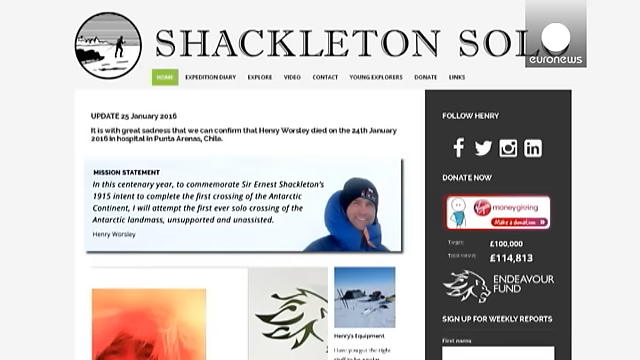 SHACKLETON SOLO
euronews
HOME EXPEDITION DIARY EXPLORE VIDEO CONTACT YOUNG EXPLORERS DONATE LINKS
UPDATE 25 January 2016
It is with great sadness that we can confirm that Henry Worsley died on the 24th January
2016 in hospital in Punta Arenas, Chile.
MISSION STATEMENT
In this centenary year, to commemorate Sir Ernest Shackleton's
1915 intent to complete the first crossing of the Antarctic
Continent, I will attempt the first ever solo crossing of the
Antarctic landmass, unsupported and unassisted.
Henry Worsley
Henry's Equipment
Have you got the right
FOLLOW HENRY
DONATE NOW
Virgin moneygiving
Make a donation
Target: £100,000
£114,813
ENDEAVOUR
FUND
SIGN UP FOR WEEKLY REPORTS
First name